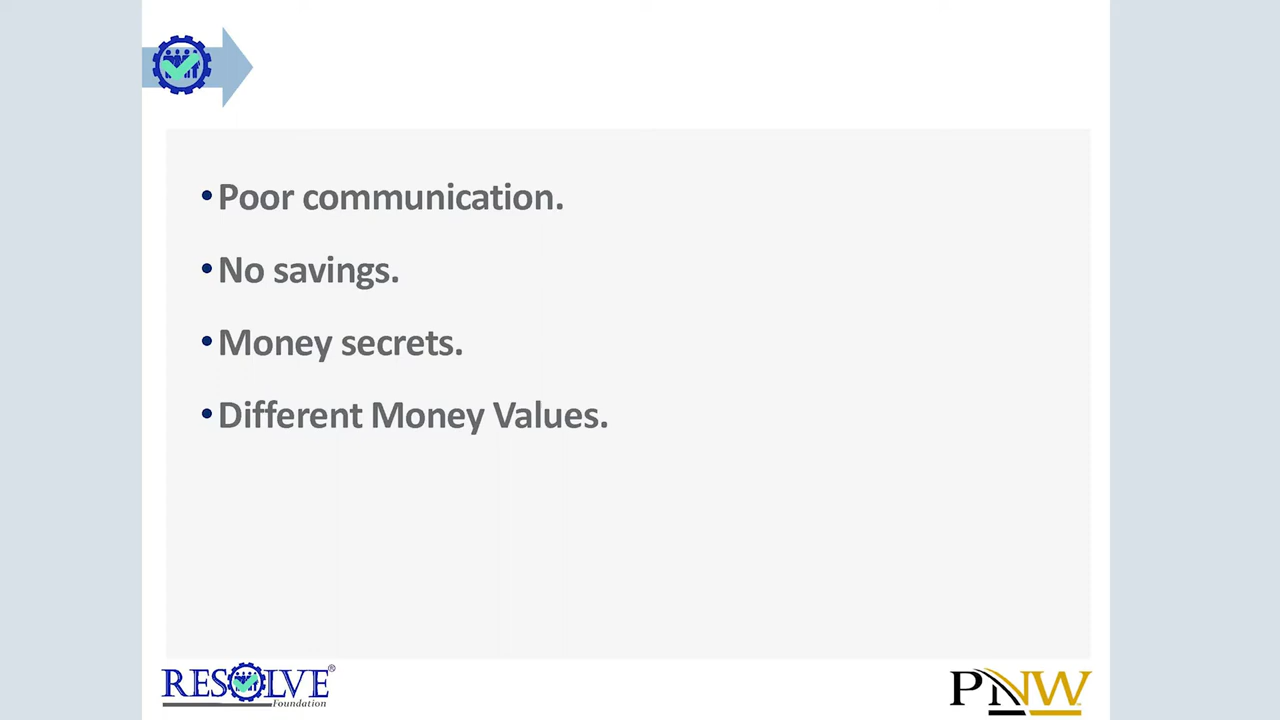 •Poor communication.
•No savings.
•Money secrets.
•Different Money Values.
RESOLVE®
Foundation
PNW